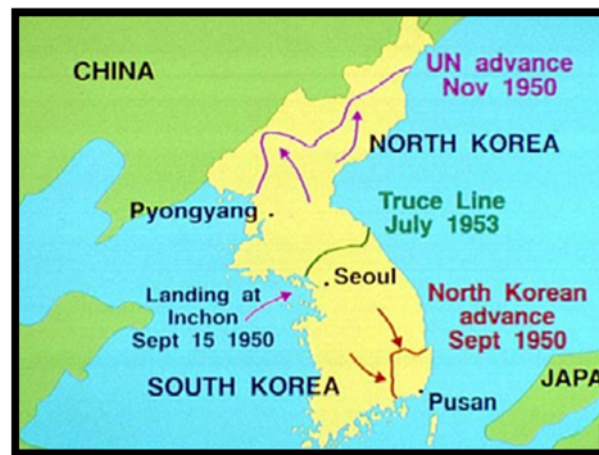 CHINA
UN advance
Nov 1950
NORTH KOREA
Pyongyang
Truce Line
July 1953
Seoul
Landing at
Inchon
Sept 15 1950
North Korean
advance
Sept 1950
SOUTH KOREA
JAPA
Pusan